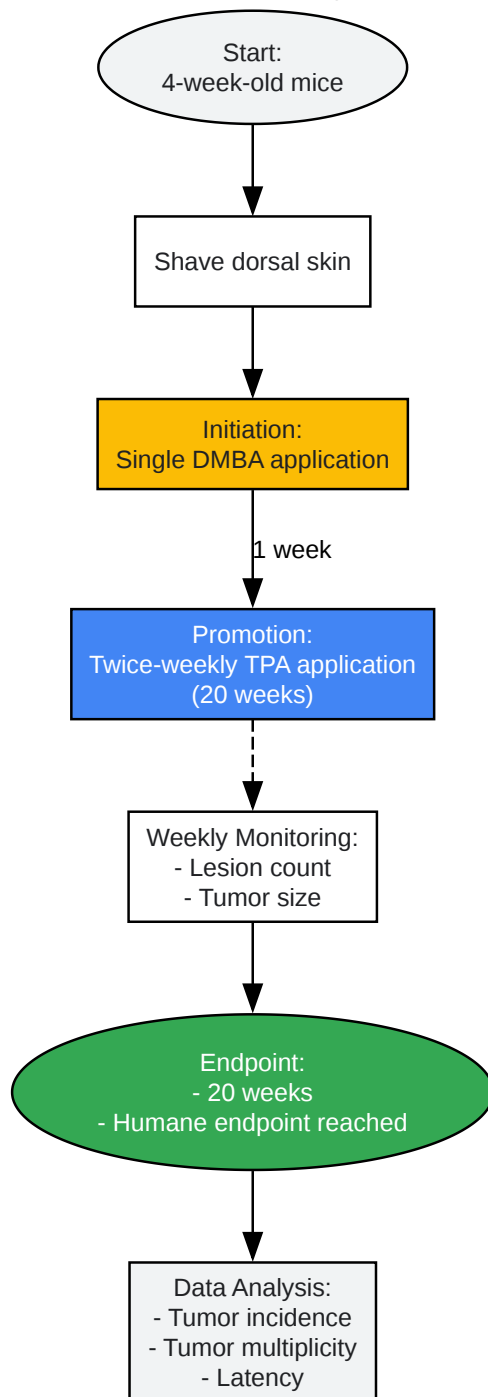 Start:
4-week-old mice
Shave dorsal skin
Initiation:
Single DMBA application
1 week
Promotion:
Twice-weekly TPA application
(20 weeks)
Weekly Monitoring:
- Lesion count
- Tumor size
Endpoint:
- 20 weeks
- Humane endpoint reached
Data Analysis:
- Tumor incidence
- Tumor multiplicity
- Latency